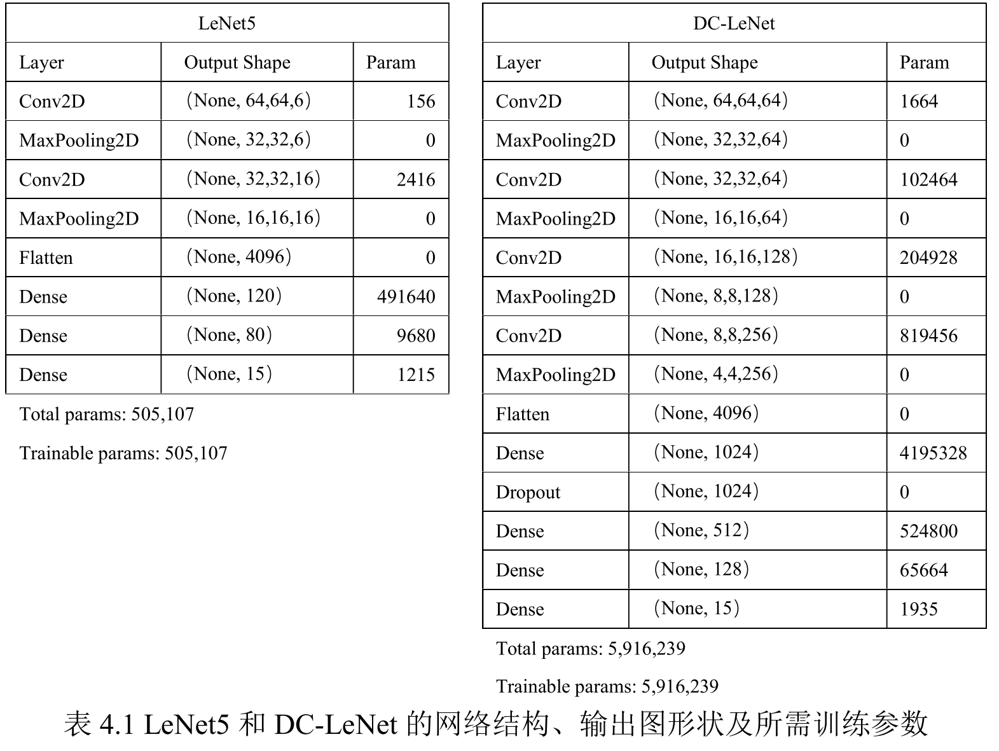 LeNet5
Layer Output Shape Param
Conv2D （None, 64,64,6） 156
MaxPooling2D （None, 32,32,6） 0
Conv2D （None, 32,32,16） 2416
MaxPooling2D （None, 16,16,16） 0
Flatten （None, 4096） 0
Dense （None, 120） 491640
Dense （None, 80） 9680
Dense （None, 15） 1215
Total params: 505,107
Trainable params: 505,107
DC-LeNet
Layer Output Shape Param
Conv2D （None, 64,64,64） 1664
MaxPooling2D （None, 32,32,64） 0
Conv2D （None, 32,32,64） 102464
MaxPooling2D （None, 16,16,64） 0
Conv2D （None, 16,16,128） 204928
MaxPooling2D （None, 8,8,128） 0
Conv2D （None, 8,8,256） 819456
MaxPooling2D （None, 4,4,256） 0
Flatten （None, 4096） 0
Dense （None, 1024） 4195328
Dropout （None, 1024） 0
Dense （None, 512） 524800
Dense （None, 128） 65664
Dense （None, 15） 1935
Total params: 5,916,239
Trainable params: 5,916,239
表 4.1 LeNet5 和 DC-LeNet 的网络结构、输出图形状及所需训练参数